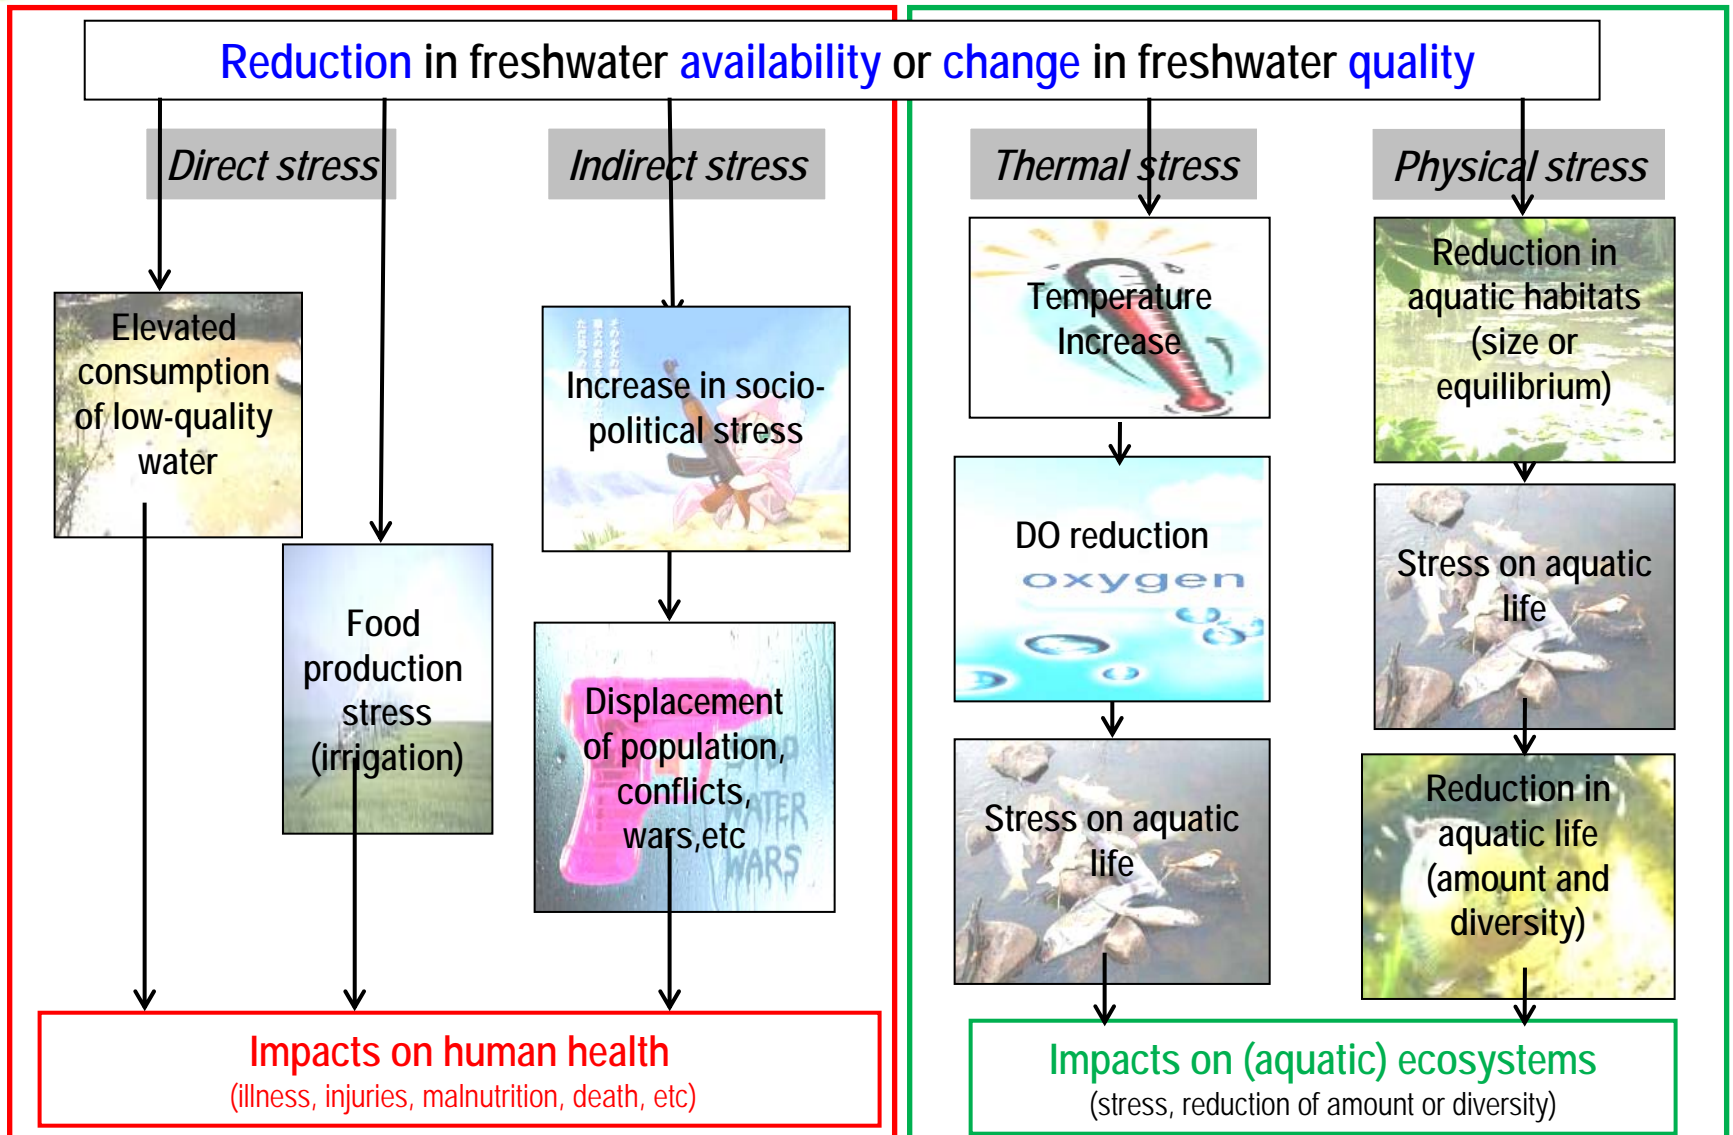 Reduction in freshwater availability or change in freshwater quality
Direct stress
Indirect stress
Thermal stress
Physical stress
Elevated
consumption
of low-quality
water
Food
production
stress
(irrigation)
Increase in socio-
political stress
Displacement
of population,
conflicts,
wars,etc
STOP
WATER
WARS
Temperature
Increase
DO reduction
oxygen
Stress on aquatic
life
Reduction in
aquatic habitats
(size or
equilibrium)
Stress on aquatic
life
Reduction in
aquatic life
(amount and
diversity)
Impacts on human health
(illness, injuries, malnutrition, death, etc)
Impacts on (aquatic) ecosystems
(stress, reduction of amount or diversity)